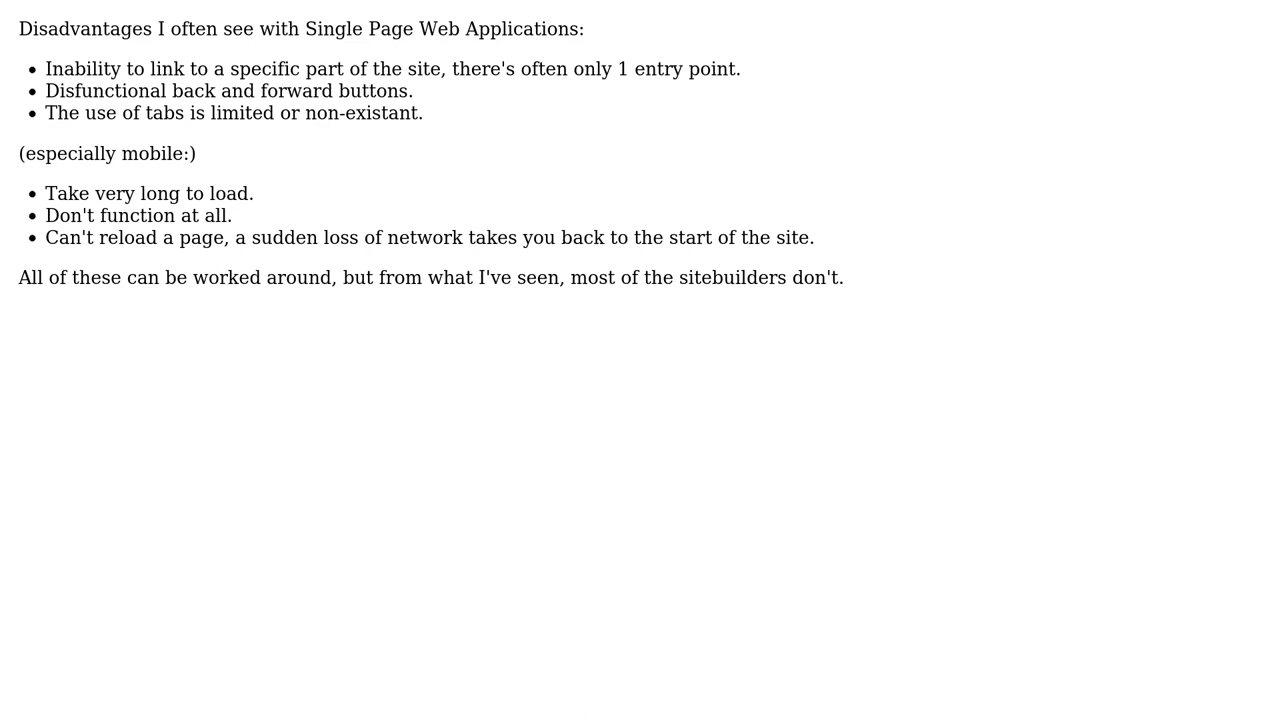 Disadvantages I often see with Single Page Web Applications:
• Inability to link to a specific part of the site, there's often only 1 entry point.
• Disfunctional back and forward buttons.
• The use of tabs is limited or non-existant.
(especially mobile:)
• Take very long to load.
• Don't function at all.
• Can't reload a page, a sudden loss of network takes you back to the start of the site.
All of these can be worked around, but from what I've seen, most of the sitebuilders don't.